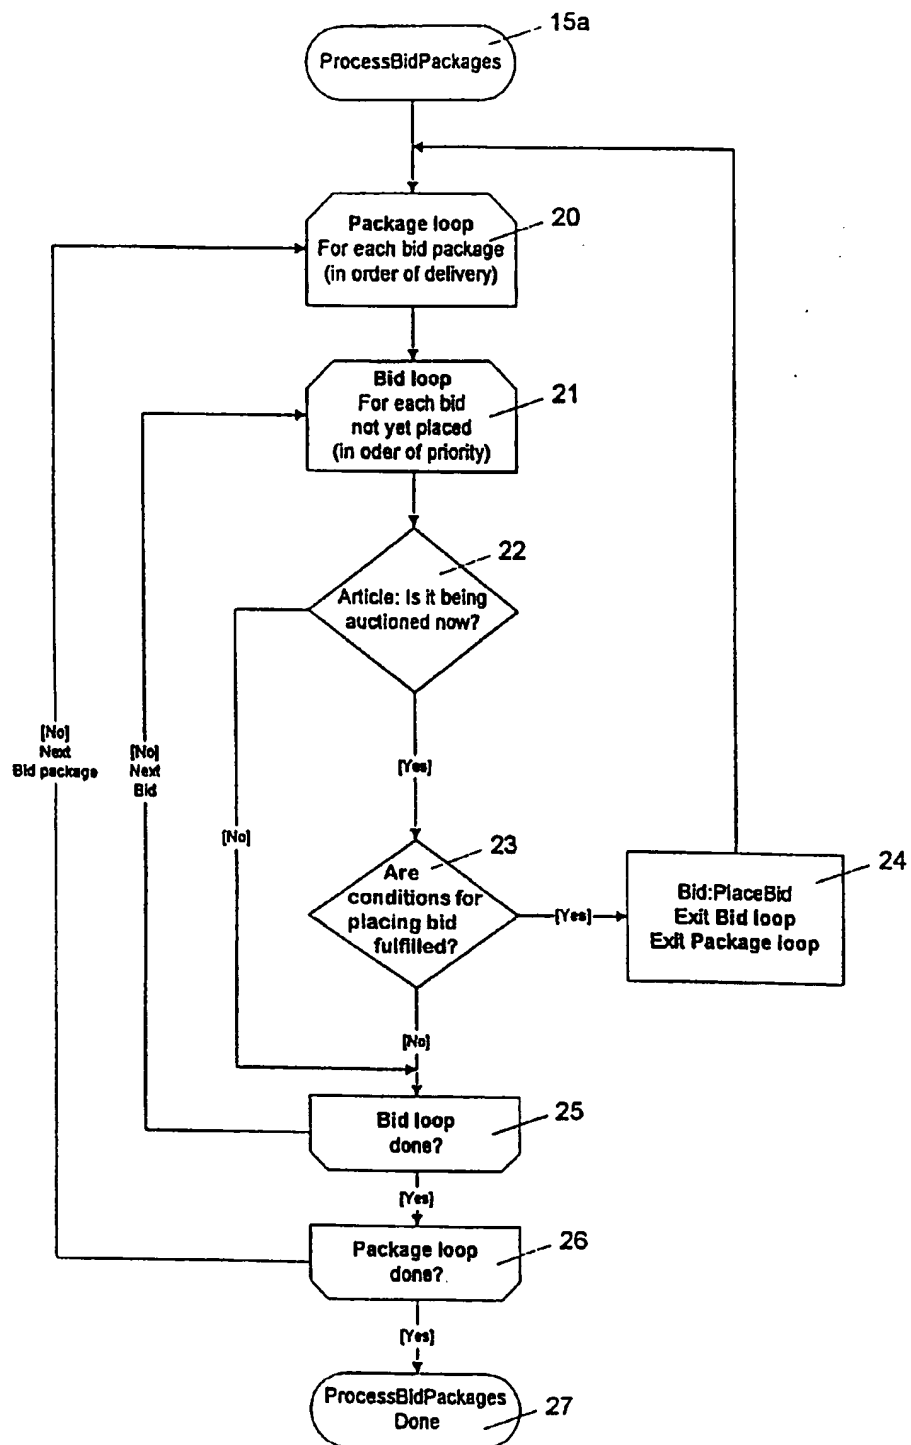 15a
ProcessBidPackages
Package loop
For each bid package
(in order of delivery)
20
Bid loop
For each bid
not yet placed
(in oder of priority)
21
22
Article: Is it being
auctioned now?
[No]
Next
Bid package
[No]
Next
Bid
[Yes]
[No]
23
Are
conditions for
placing bid
fulfilled?
[Yes]
24
Bid:PlaceBid
Exit Bid loop
Exit Package loop
[No]
Bid loop
done?
25
[Yes]
Package loop
done?
26
[Yes]
ProcessBidPackages
Done
27